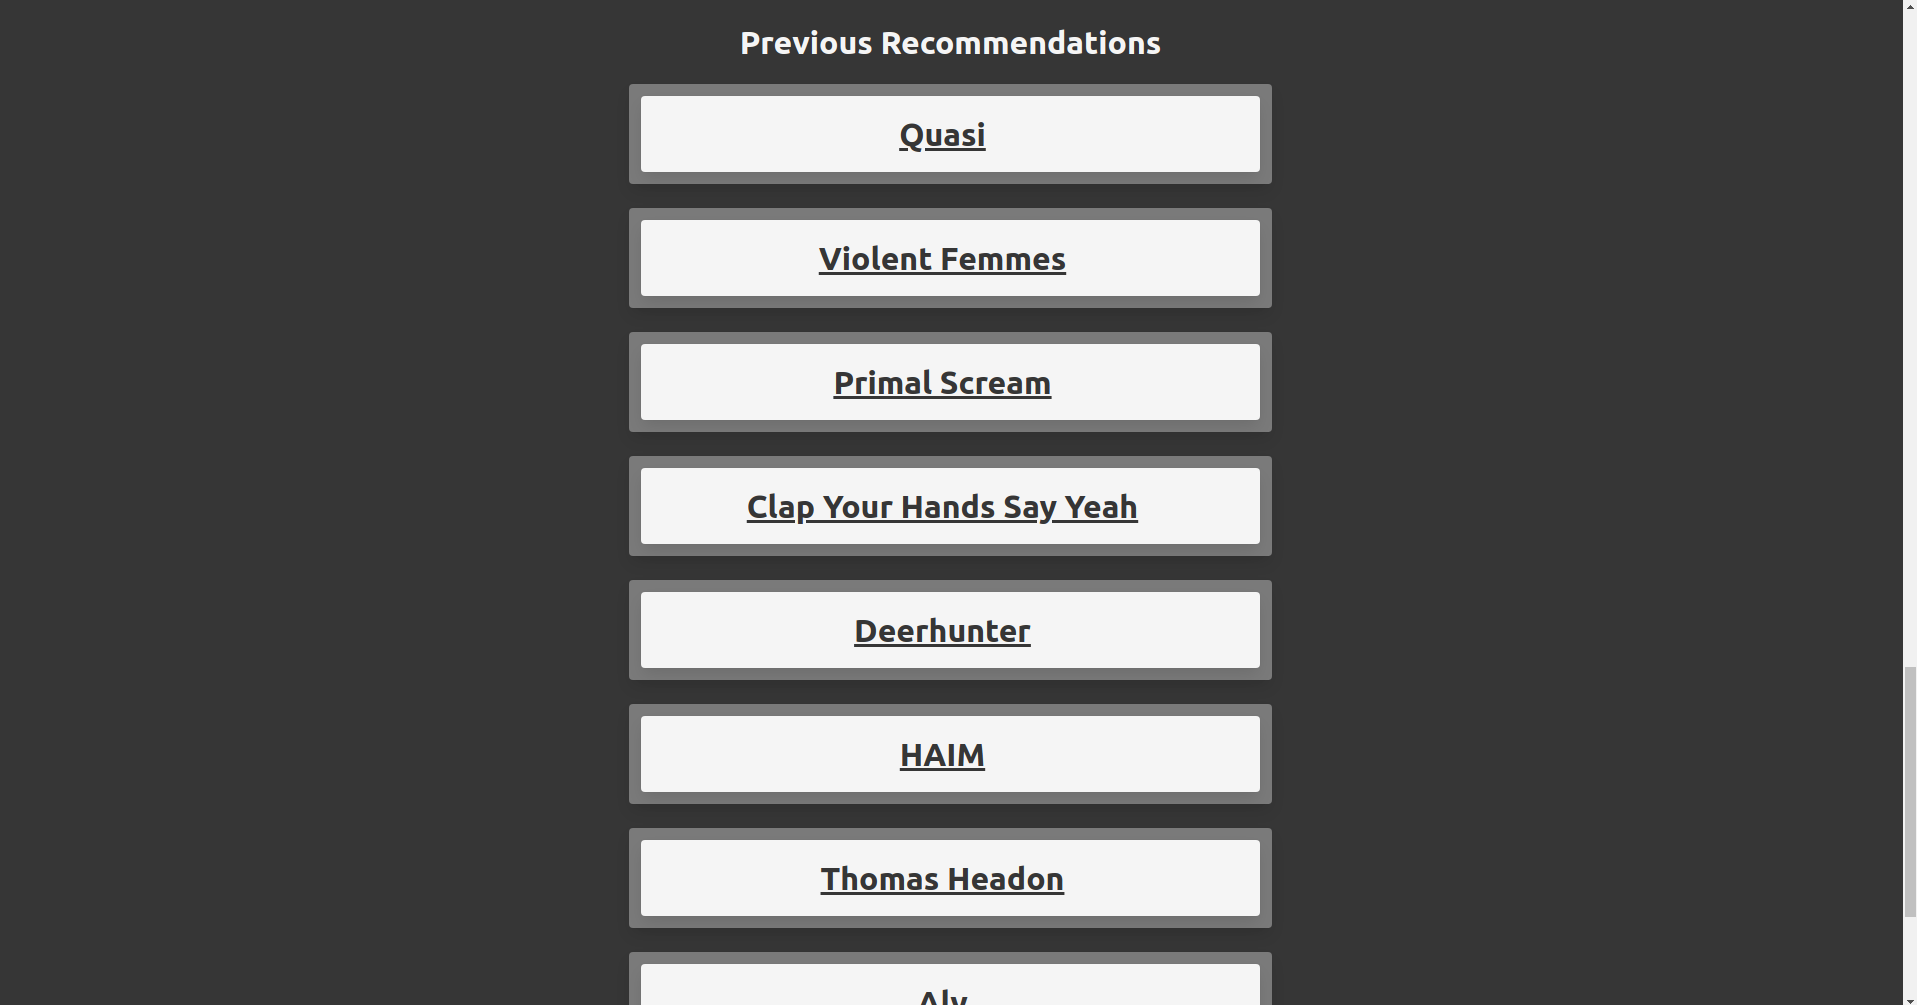 Previous Recommendations
Quasi
Violent Femmes
Primal Scream
Clap Your Hands Say Yeah
Deerhunter
HAIM
Thomas Headon